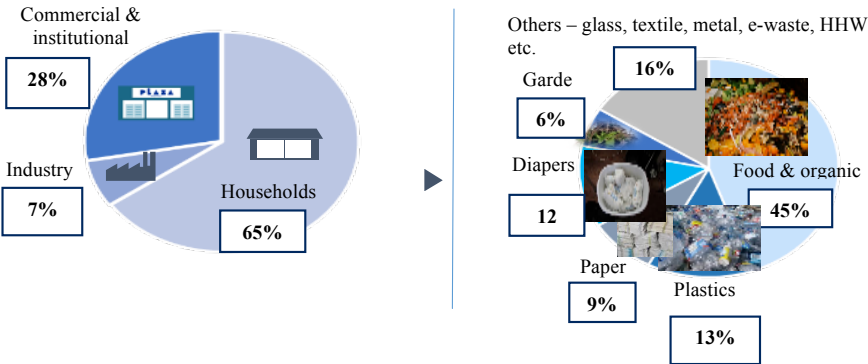 Commercial &
institutional
28%
PLAZA
Industry
7%
Households
65%
Others – glass, textile, metal, e-waste, HHW
etc.
16%
Garde
6%
Diapers
12
Food & organic
45%
Paper
9%
Plastics
13%